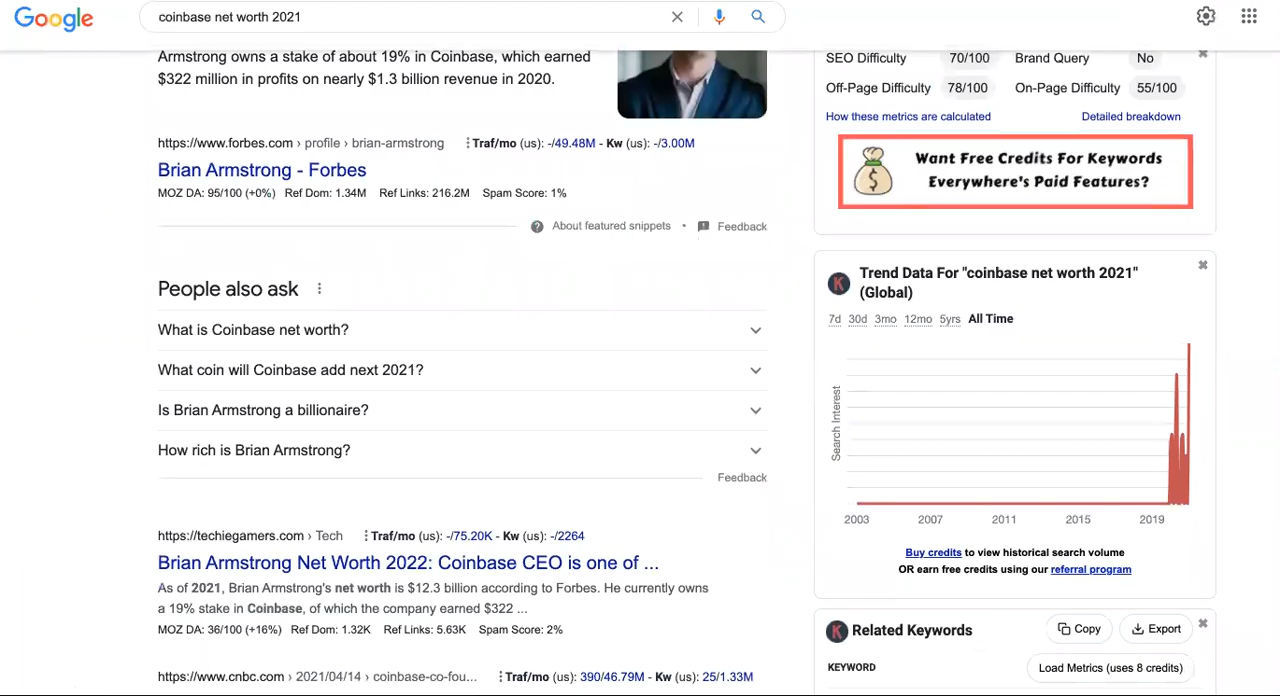 Google
coinbase net worth 2021
Armstrong owns a stake of about 19% in Coinbase, which earned
$322 million in profits on nearly $1.3 billion revenue in 2020.
https://www.forbes.com › profile › brian-armstrong
Traf/mo (us): -/49.48M - Kw (us): -/3.00M
Brian Armstrong - Forbes
MOZ DA: 95/100 (+0%) Ref Dom: 1.34M Ref Links: 216.2M Spam Score: 1%
About featured snippets • Feedback
People also ask
What is Coinbase net worth?
What coin will Coinbase add next 2021?
Is Brian Armstrong a billionaire?
How rich is Brian Armstrong?
Feedback
https://techiegamers.com › Tech
Traf/mo (us): -/75.20K - Kw (us): -/2264
Brian Armstrong Net Worth 2022: Coinbase CEO is one of ...
As of 2021, Brian Armstrong's net worth is $12.3 billion according to Forbes. He currently owns
a 19% stake in Coinbase, of which the company earned $322 ...
MOZ DA: 36/100 (+16%) Ref Dom: 1.32K Ref Links: 5.63K Spam Score: 2%
https://www.cnbc.com › 2021/04/14 › coinbase-co-fou...
Traf/mo (us): 390/46.79M - Kw (us): 25/1.33M
SEO Difficulty 70/100 Brand Query No
Off-Page Difficulty 78/100 On-Page Difficulty 55/100
How these metrics are calculated Detailed breakdown
Want Free Credits For Keywords
Everywhere's Paid Features?
K
Trend Data For "coinbase net worth 2021"
(Global)
7d 30d 3mo 12mo 5yrs All Time
Search Interest
2003 2007 2011 2015 2019
Buy credits to view historical search volume
OR earn free credits using our referral program
K
Related Keywords
Copy
Export
KEYWORD
Load Metrics (uses 8 credits)